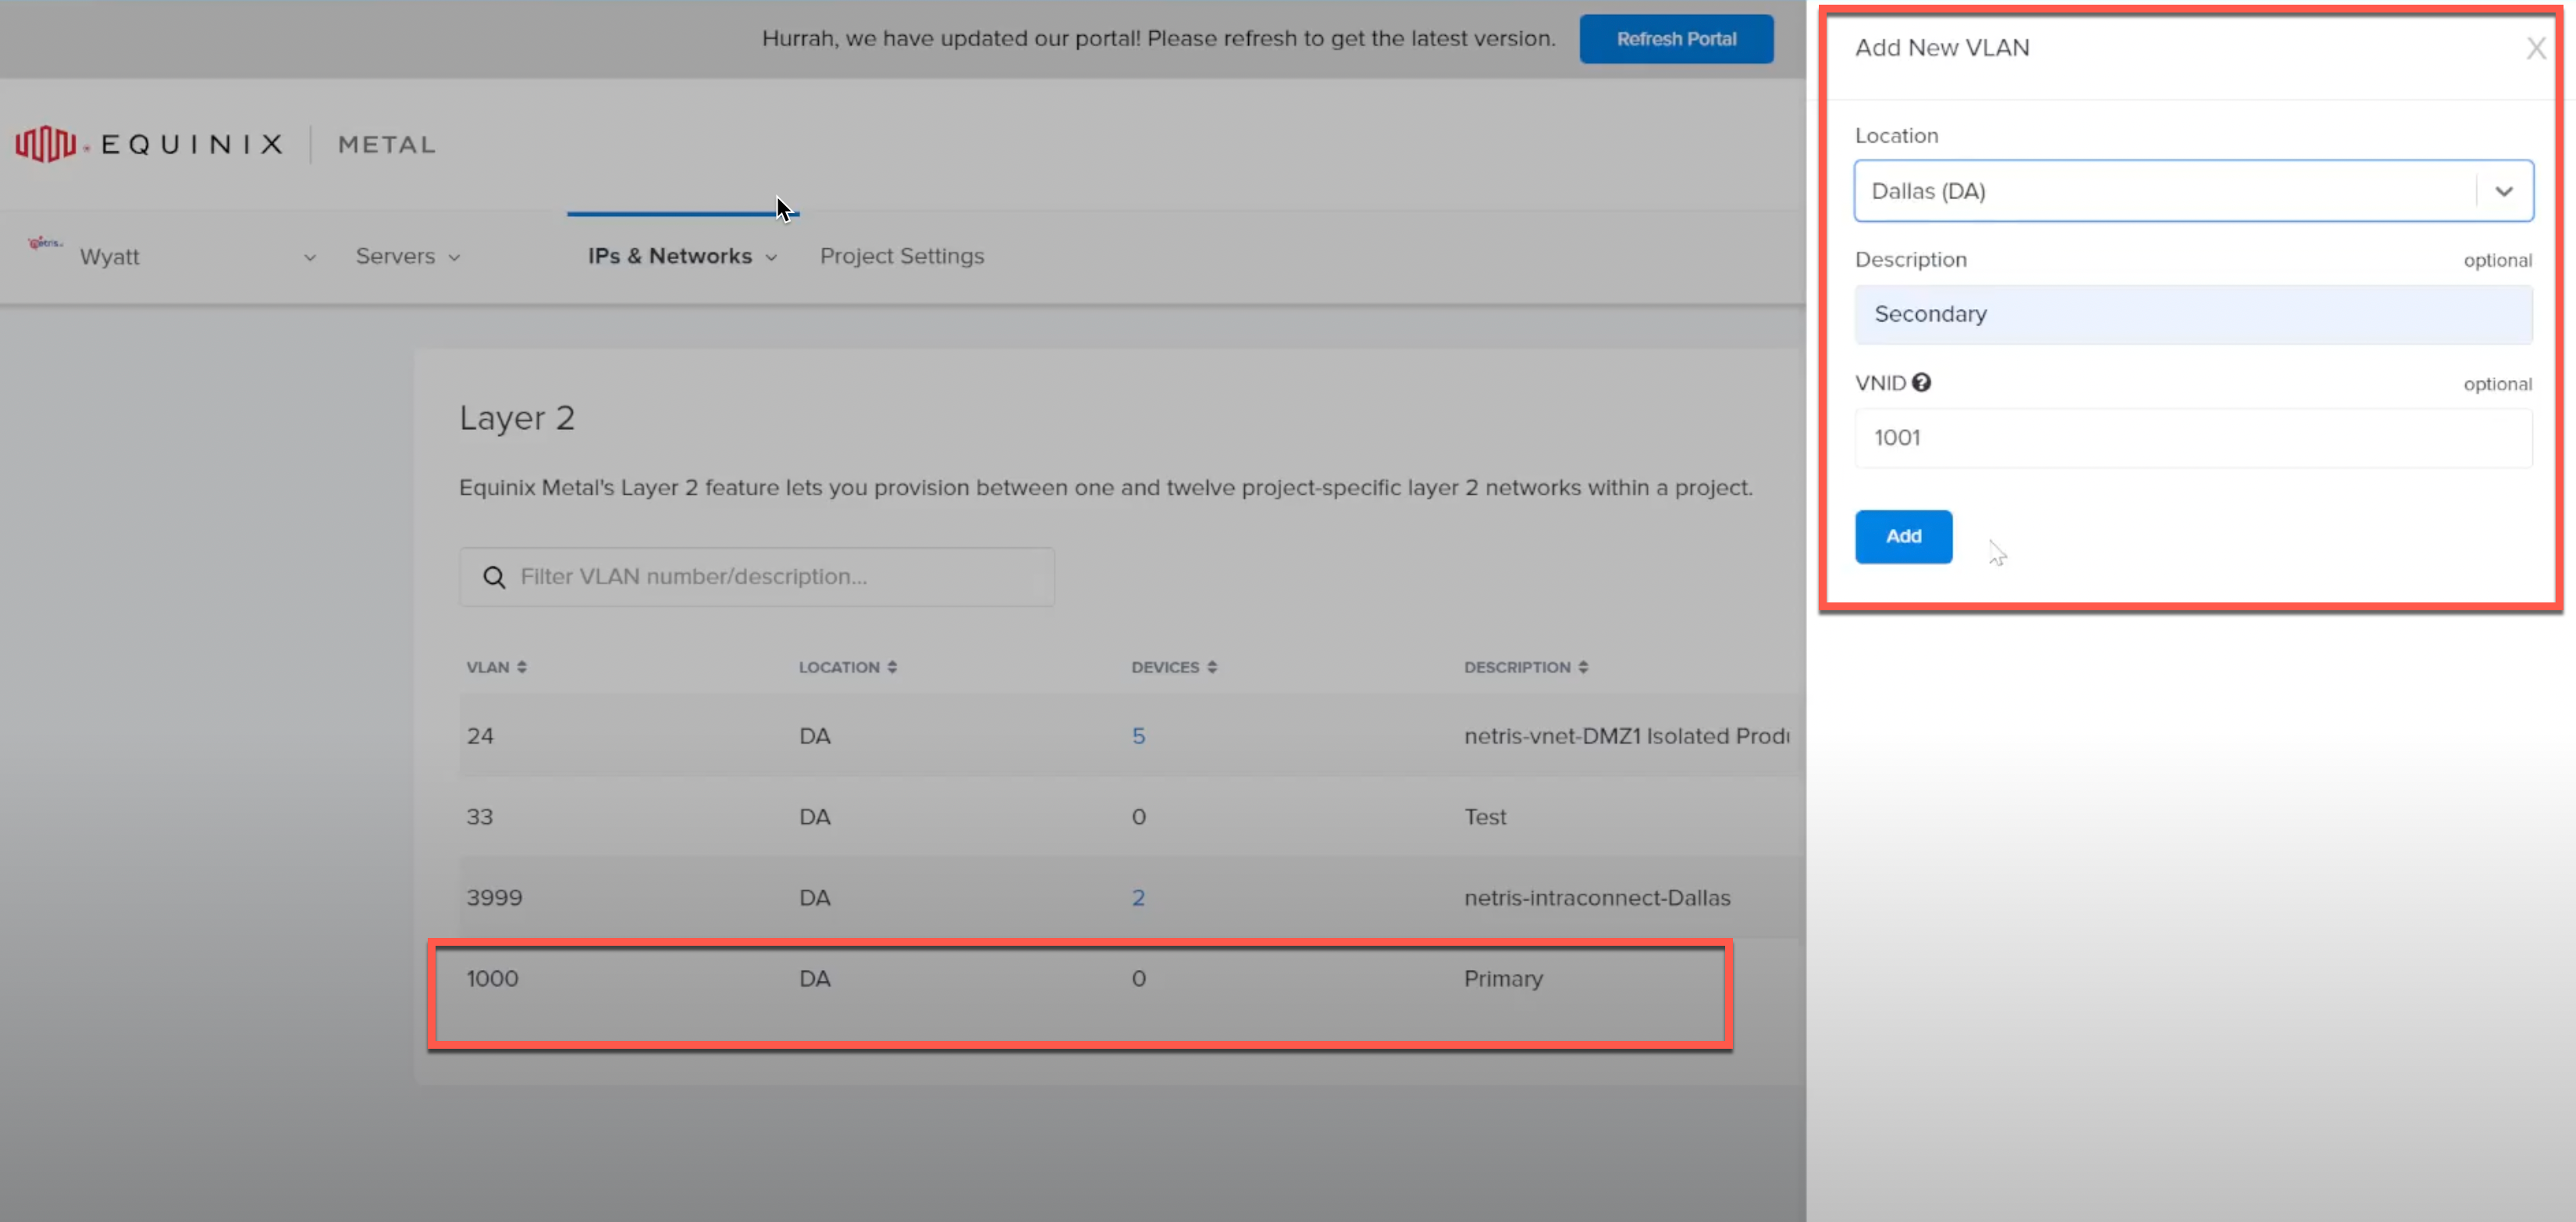 Hurrah, we have updated our portal! Please refresh to get the latest version.
Refresh Portal
EQUINIX METAL
netris
Wyatt
Servers
IPs & Networks
Project Settings
Layer 2
Equinix Metal's Layer 2 feature lets you provision between one and twelve project-specific layer 2 networks within a project.
Filter VLAN number/description...
VLAN LOCATION DEVICES DESCRIPTION
24 DA 5 netris-vnet-DMZ1 Isolated Produ
33 DA 0 Test
3999 DA 2 netris-intraconnect-Dallas
1000 DA 0 Primary
Add New VLAN
X
Location
Dallas (DA)
Description optional
Secondary
VNID ? optional
1001
Add